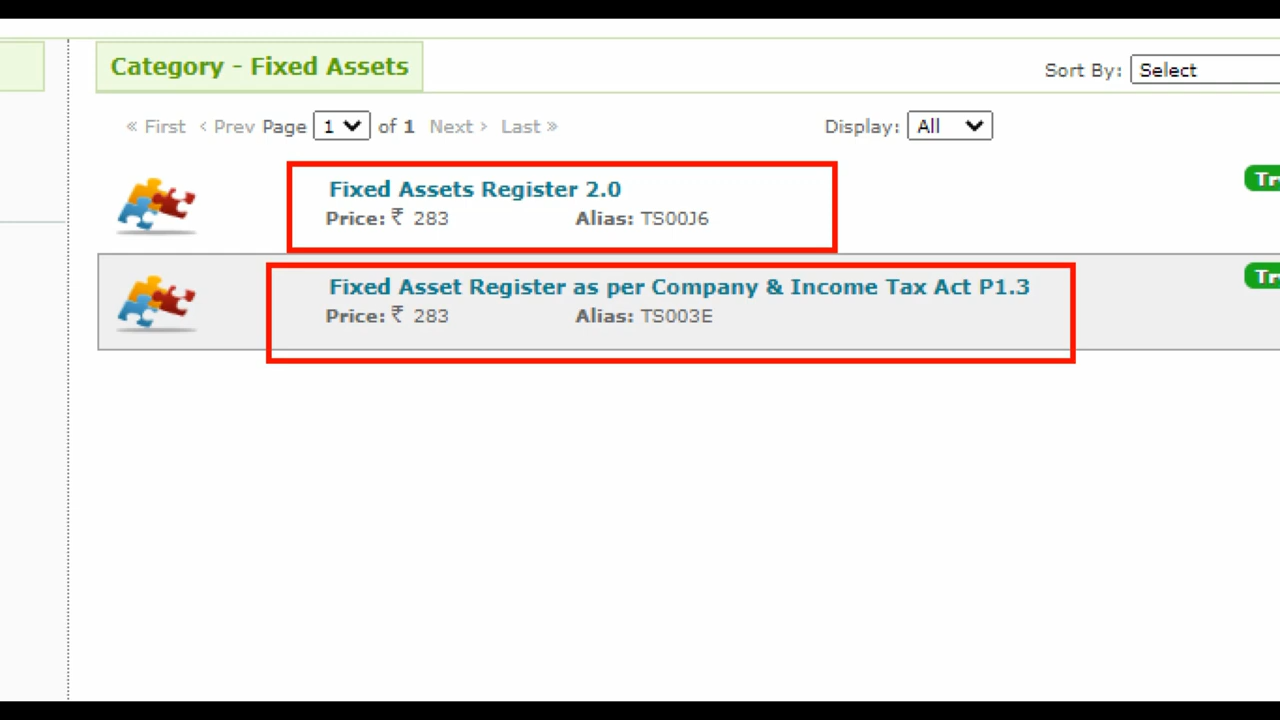 Category - Fixed Assets
Sort By: Select
« First ‹ Prev Page 1 of 1 Next › Last »
Display: All
Fixed Assets Register 2.0
Price: ₹ 283 Alias: TS00J6
Fixed Asset Register as per Company & Income Tax Act P1.3
Price: ₹ 283 Alias: TS003E